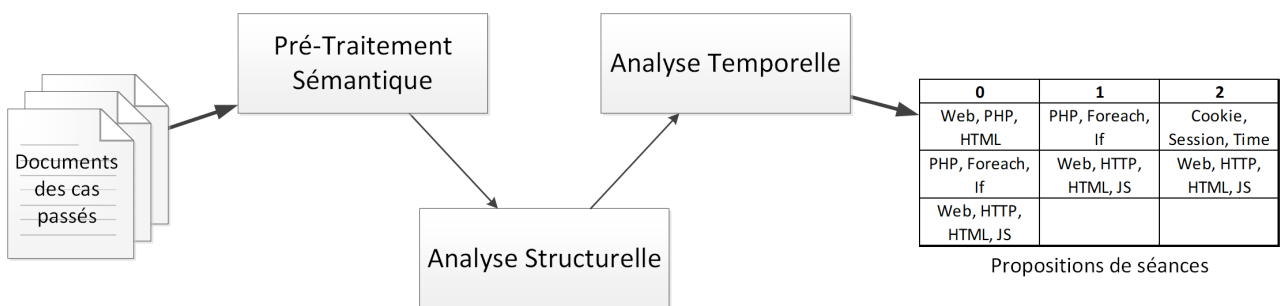 Documents
des cas
passés
Pré-Traitement
Sémantique
Analyse Structurelle
Analyse Temporelle
0 1 2
Web, PHP, PHP, Foreach, Cookie,
HTML If Session, Time
PHP, Foreach, Web, HTTP, Web, HTTP,
If HTML, JS HTML, JS
Web, HTTP,
HTML, JS
Propositions de séances